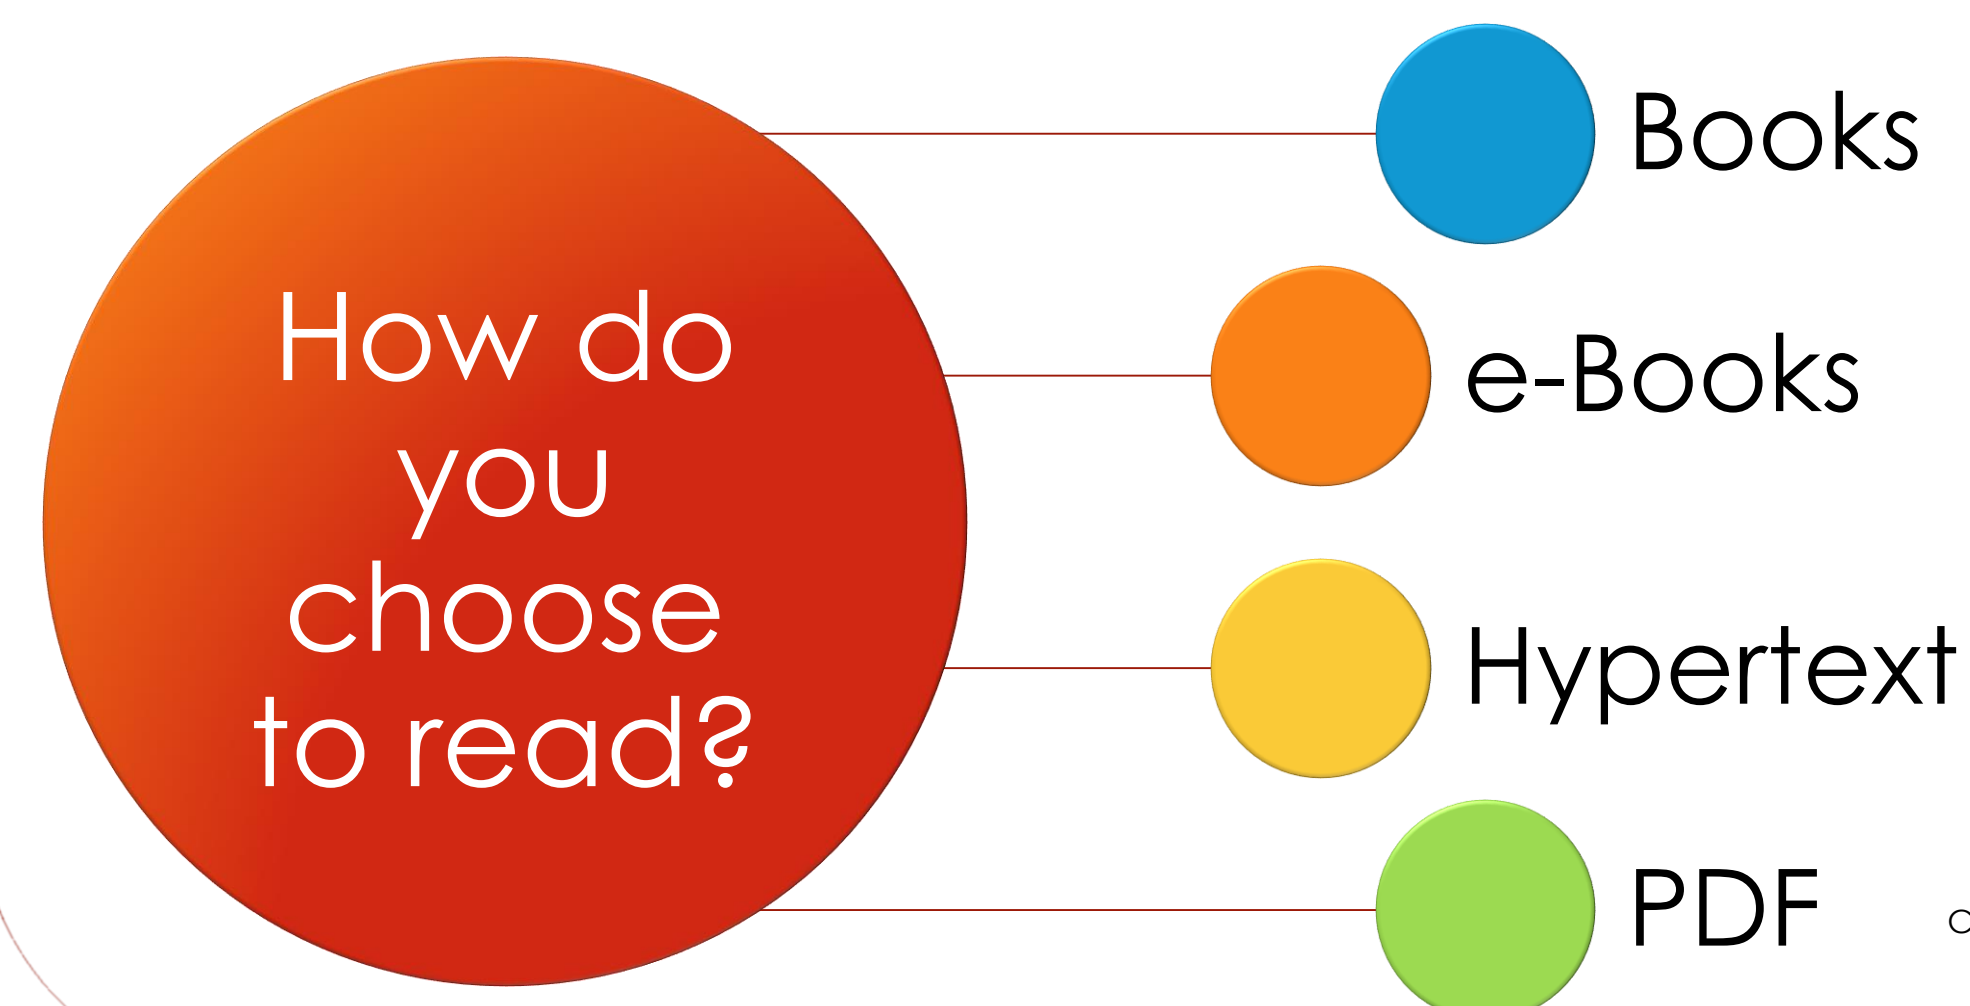 How do
you
choose
to read?
Books
e-Books
Hypertext
PDF